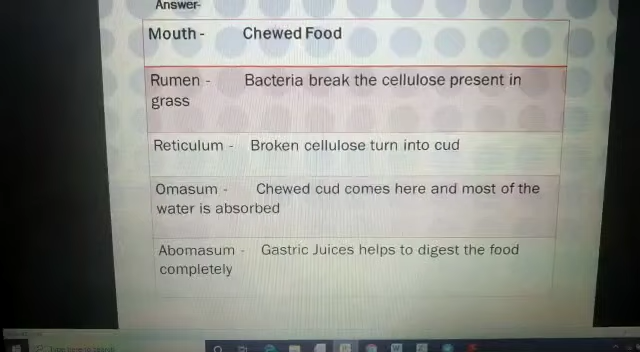 Answer-
Mouth - Chewed Food
Rumen - Bacteria break the cellulose present in
grass
Reticulum - Broken cellulose turn into cud
Omasum - Chewed cud comes here and most of the
water is absorbed
Abomasum - Gastric Juices helps to digest the food
completely